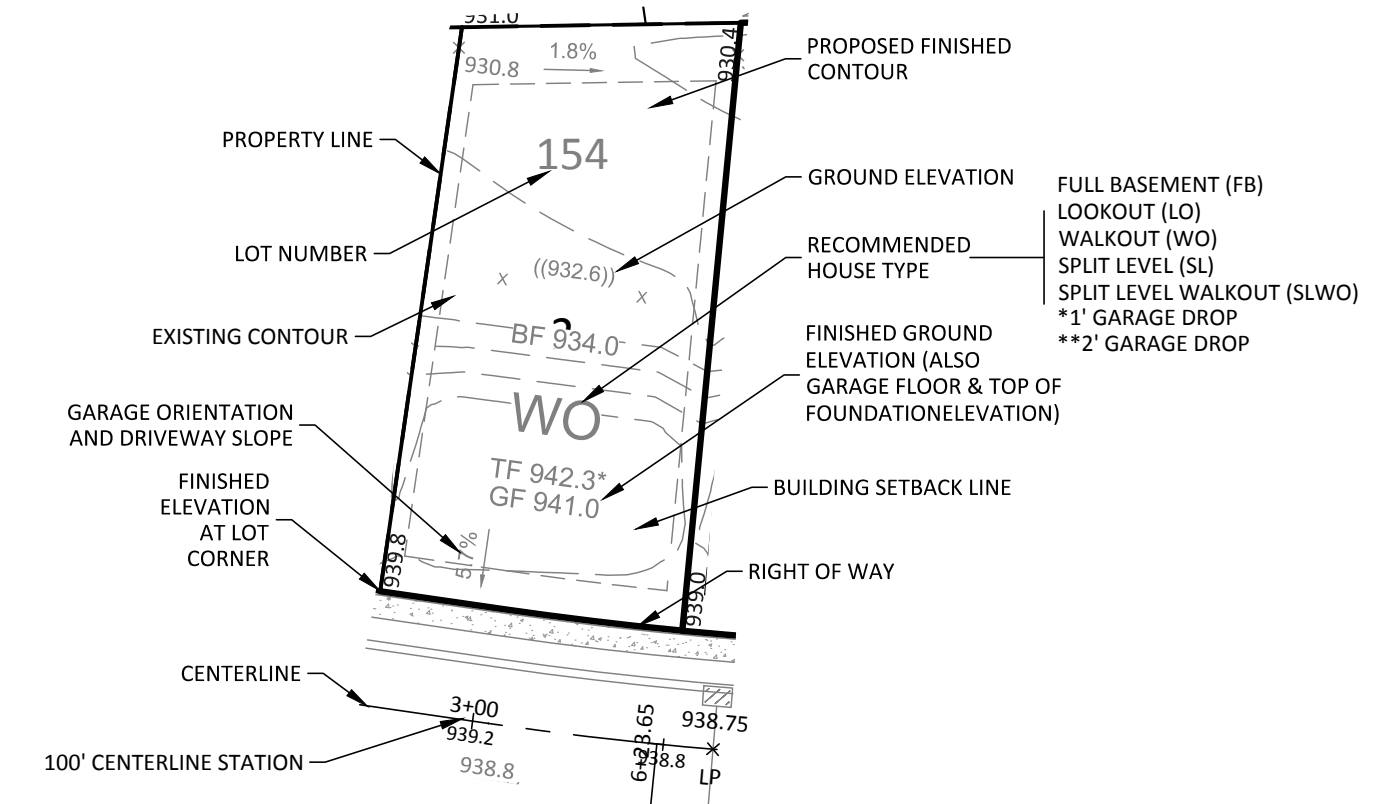 931.0
930.8
1.8%
930.4
PROPOSED FINISHED
CONTOUR
PROPERTY LINE
154
GROUND ELEVATION
LOT NUMBER
((932.6))
X
X
RECOMMENDED
HOUSE TYPE
FULL BASEMENT (FB)
LOOKOUT (LO)
WALKOUT (WO)
SPLIT LEVEL (SL)
SPLIT LEVEL WALKOUT (SLWO)
*1' GARAGE DROP
**2' GARAGE DROP
EXISTING CONTOUR
BF 934.0
FINISHED GROUND
ELEVATION (ALSO
GARAGE FLOOR & TOP OF
FOUNDATIONELEVATION)
GARAGE ORIENTATION
AND DRIVEWAY SLOPE
WO
TF 942.3*
GF 941.0
BUILDING SETBACK LINE
FINISHED
ELEVATION
AT LOT
CORNER
939.8
5.7%
939.0
RIGHT OF WAY
CENTERLINE
3+00
939.2
938.8
6+23.65
938.8
938.75
LP
100' CENTERLINE STATION